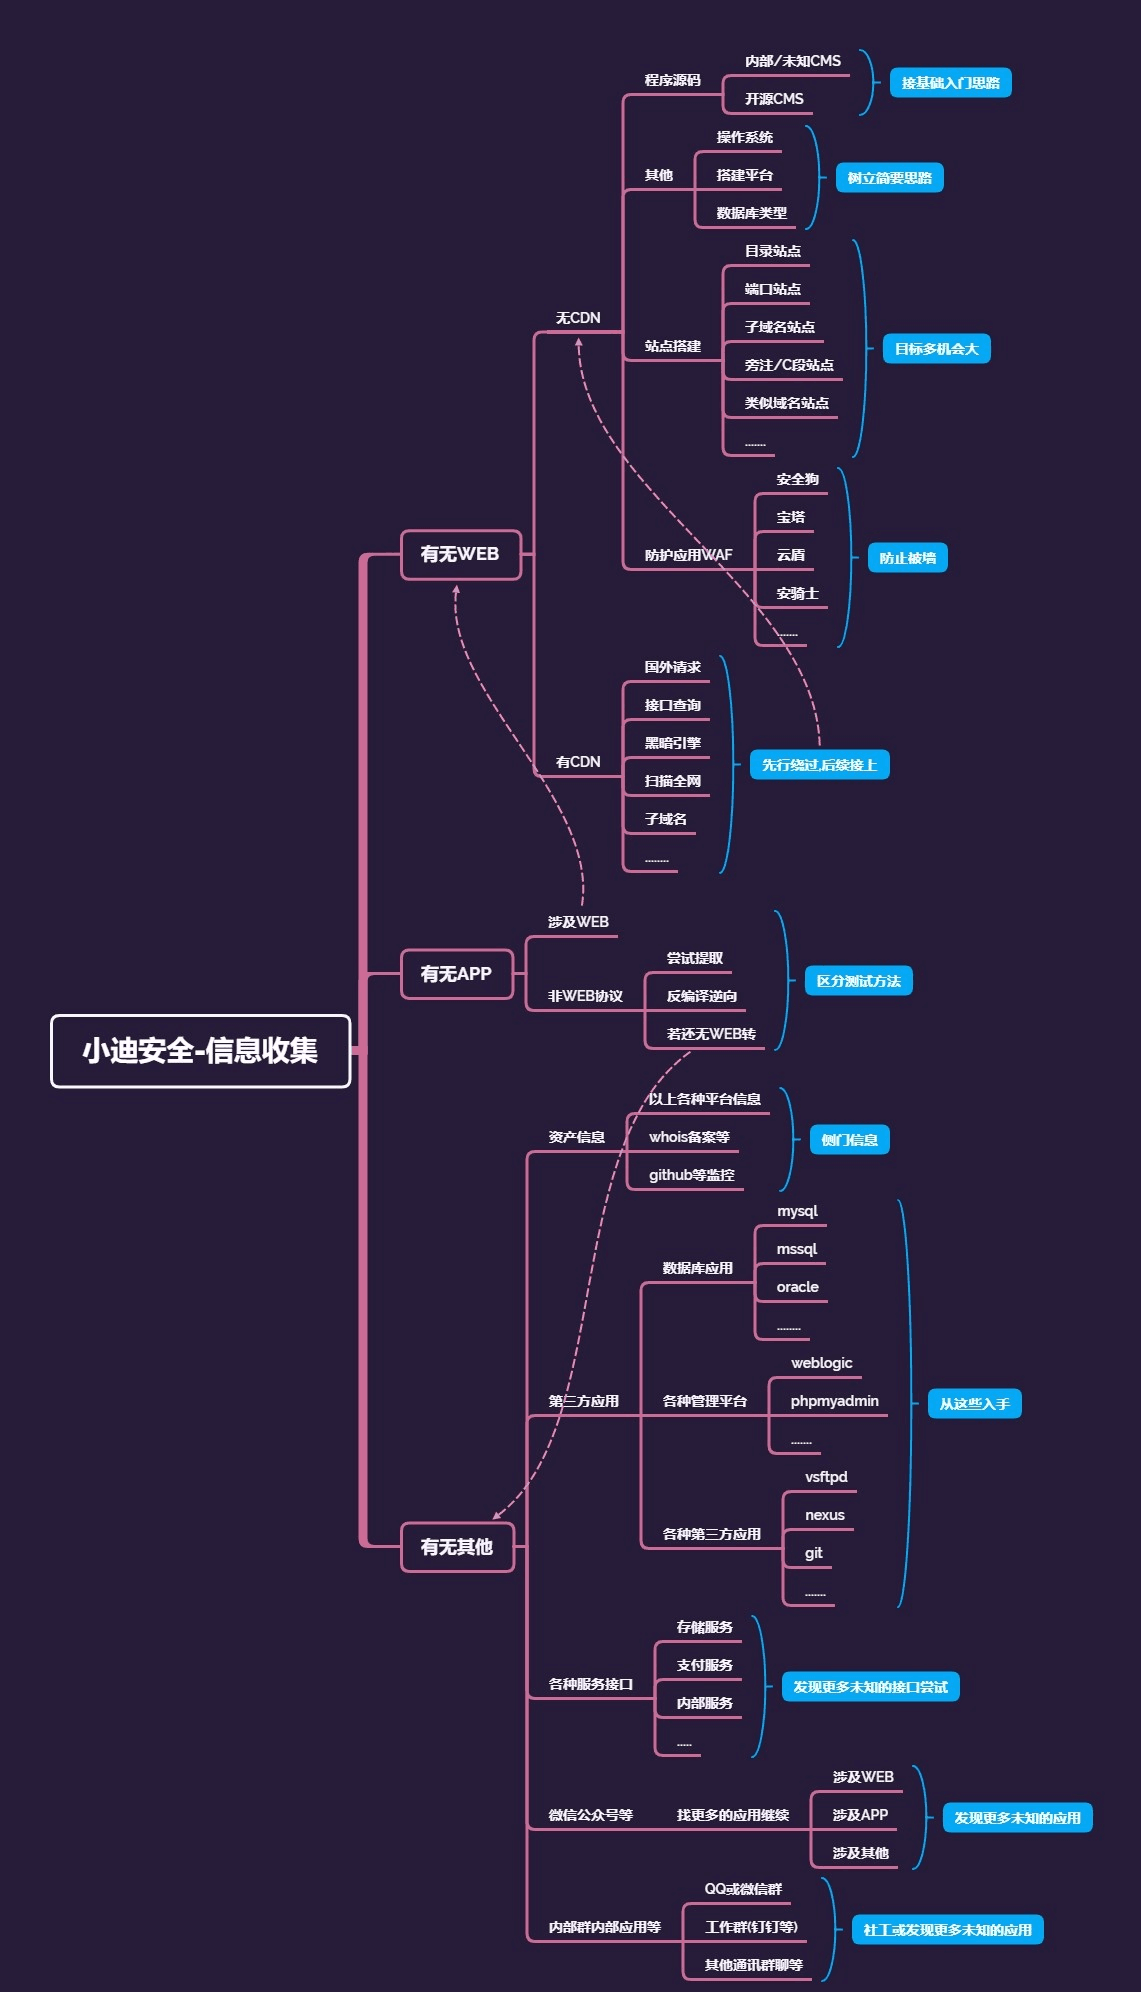 内部/未知CMS
程序源码
接基础入门思路
开源CMS
操作系统
其他
搭建平台
树立简要思路
数据库类型
目录站点
端口站点
无CDN
子域名站点
站点搭建
目标多机会大
旁注/C段站点
类似域名站点
.......
安全狗
宝塔
有无WEB
防护应用WAF
云盾
防止被墙
安骑士
.......
国外请求
接口查询
黑暗引擎
有CDN
先行绕过,后续接上
扫描全网
子域名
........
涉及WEB
有无APP
尝试提取
区分测试方法
非WEB协议
反编译逆向
若还无WEB转
小迪安全-信息收集
以上各种平台信息
资产信息
whois备案等
侧门信息
github等监控
mysql
mssql
数据库应用
oracle
........
weblogic
第三方应用
各种管理平台
phpmyadmin
从这些入手
.......
vsftpd
nexus
各种第三方应用
有无其他
git
.......
存储服务
支付服务
各种服务接口
发现更多未知的接口尝试
内部服务
.....
涉及WEB
微信公众号等
找更多的应用继续
涉及APP
发现更多未知的应用
涉及其他
QQ或微信群
内部群内部应用等
工作群(钉钉等)
社工或发现更多未知的应用
其他通讯群聊等